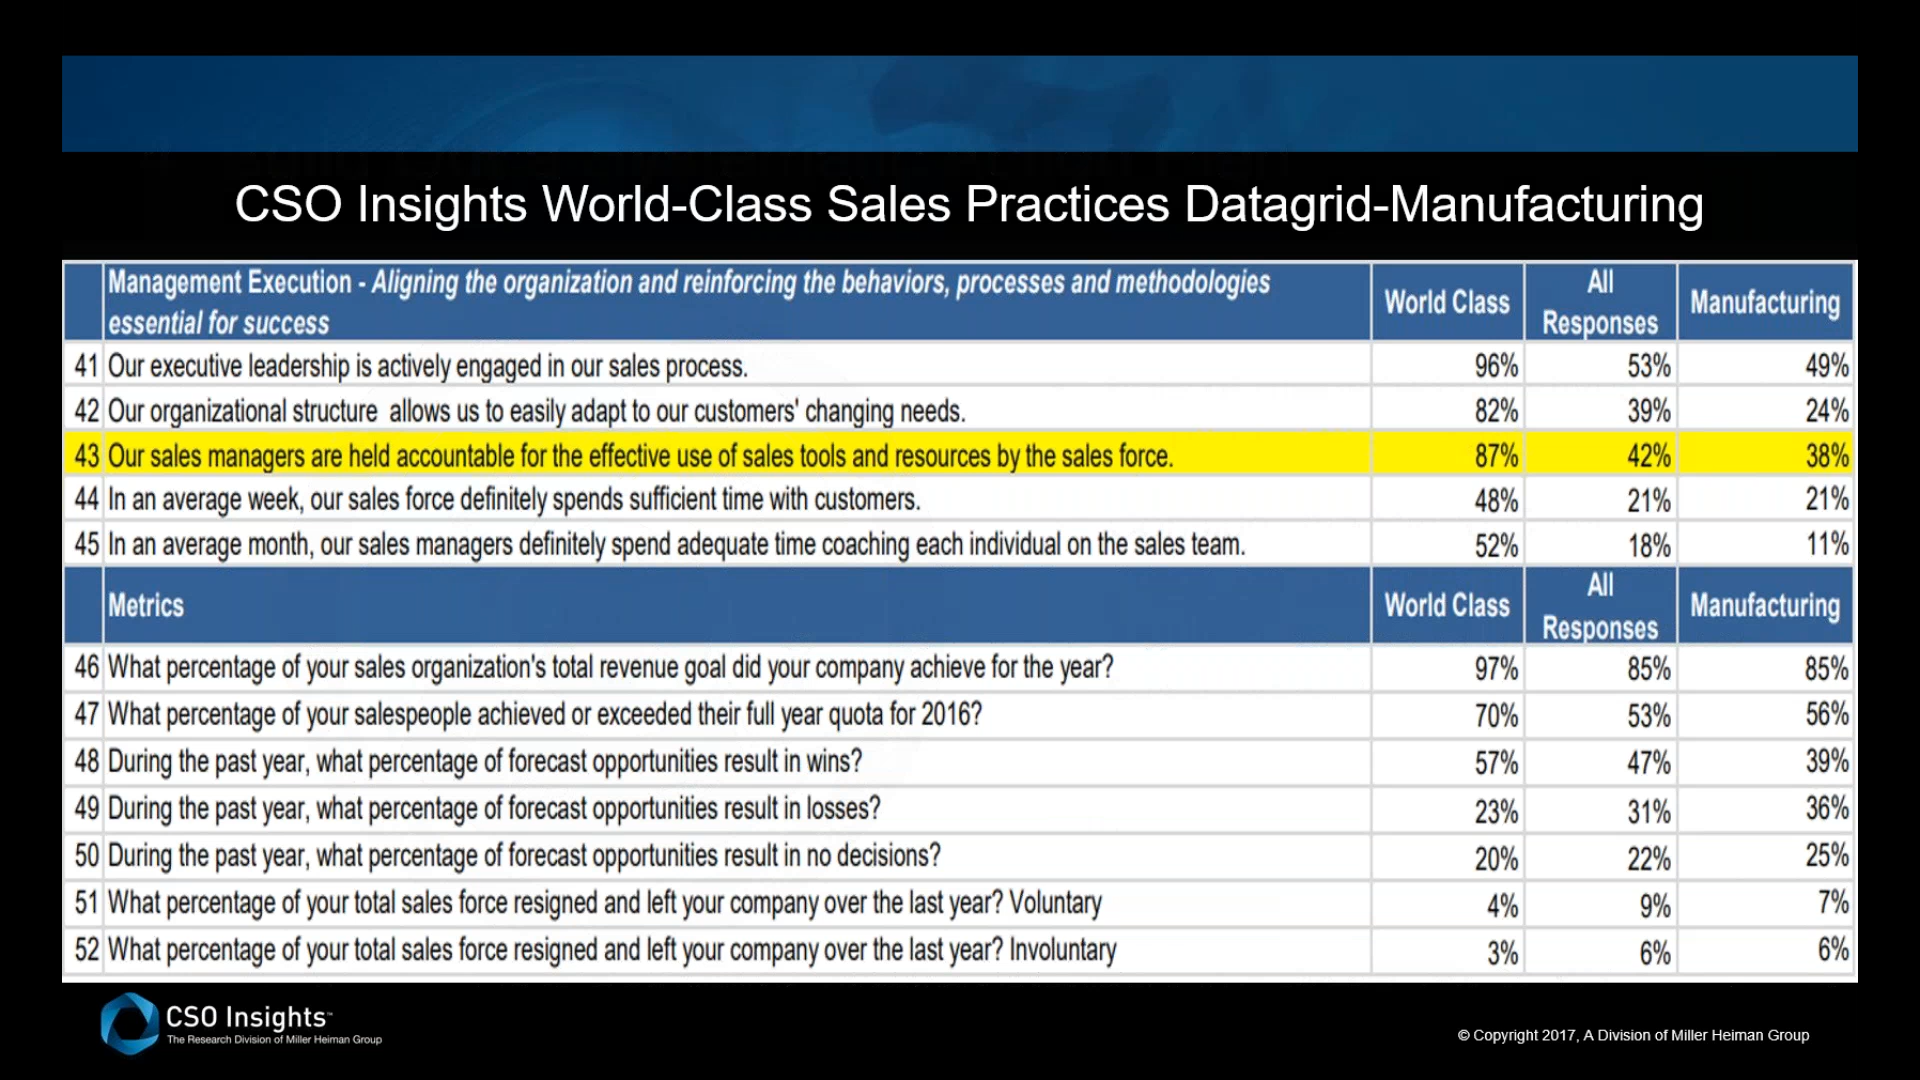 CSO Insights World-Class Sales Practices Datagrid-Manufacturing
Management Execution - Aligning the organization and reinforcing the behaviors, processes and methodologies
essential for success
World Class
All
Responses
Manufacturing
41 Our executive leadership is actively engaged in our sales process. 96% 53% 49%
42 Our organizational structure allows us to easily adapt to our customers' changing needs. 82% 39% 24%
43 Our sales managers are held accountable for the effective use of sales tools and resources by the sales force. 87% 42% 38%
44 In an average week, our sales force definitely spends sufficient time with customers. 48% 21% 21%
45 In an average month, our sales managers definitely spend adequate time coaching each individual on the sales team. 52% 18% 11%
Metrics
World Class
All
Responses
Manufacturing
46 What percentage of your sales organization's total revenue goal did your company achieve for the year? 97% 85% 85%
47 What percentage of your salespeople achieved or exceeded their full year quota for 2016? 70% 53% 56%
48 During the past year, what percentage of forecast opportunities result in wins? 57% 47% 39%
49 During the past year, what percentage of forecast opportunities result in losses? 23% 31% 36%
50 During the past year, what percentage of forecast opportunities result in no decisions? 20% 22% 25%
51 What percentage of your total sales force resigned and left your company over the last year? Voluntary 4% 9% 7%
52 What percentage of your total sales force resigned and left your company over the last year? Involuntary 3% 6% 6%
CSO Insights™
The Research Division of Miller Heiman Group
© Copyright 2017, A Division of Miller Heiman Group